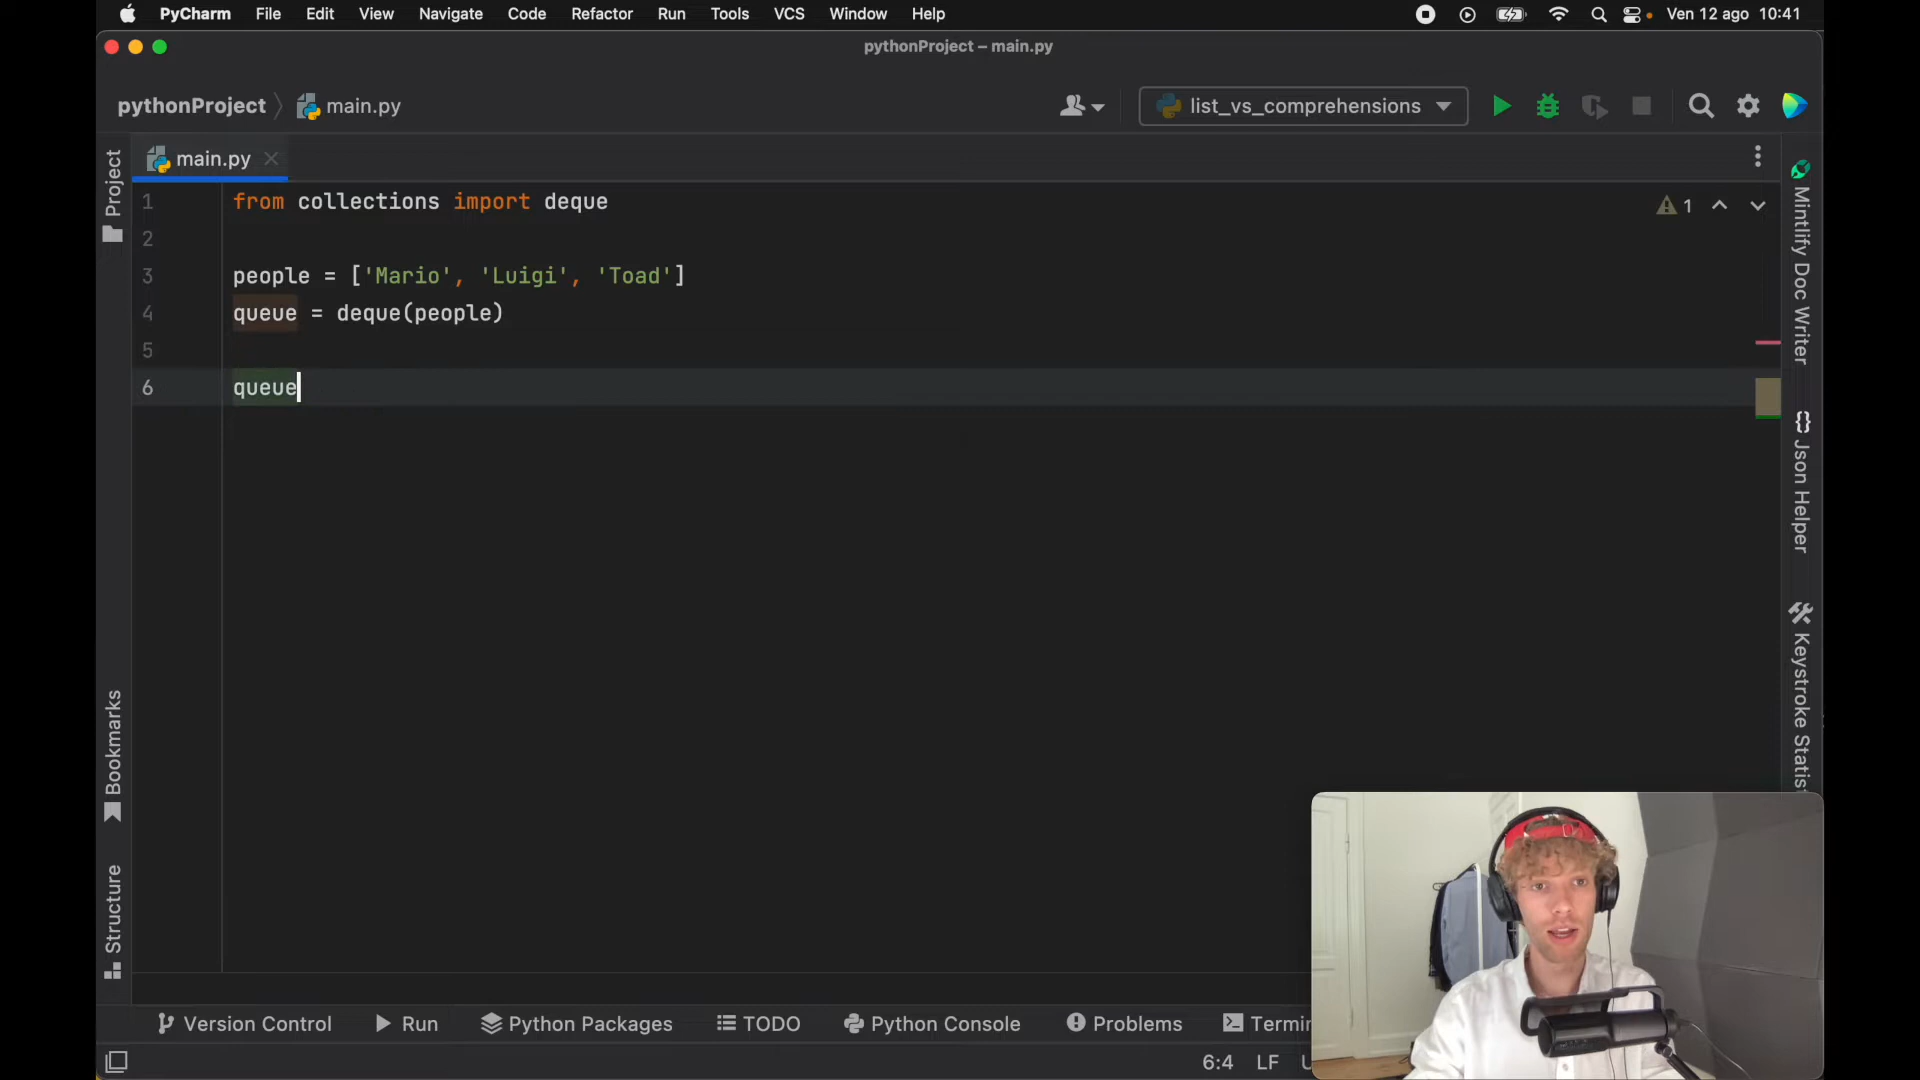 PyCharm File Edit View Navigate Code Refactor Run Tools VCS Window Help Ven 12 ago 10:41
pythonProject – main.py
pythonProject main.py list_vs_comprehensions
main.py
1 from collections import deque
1
2
3 people = ['Mario', 'Luigi', 'Toad']
4 queue = deque(people)
5
6 queue
Project
Bookmarks
Structure
Mintlify Doc Writer
{} Json Helper
Keystroke Statis
Version Control Run Python Packages TODO Python Console Problems Termin
6:4 LF